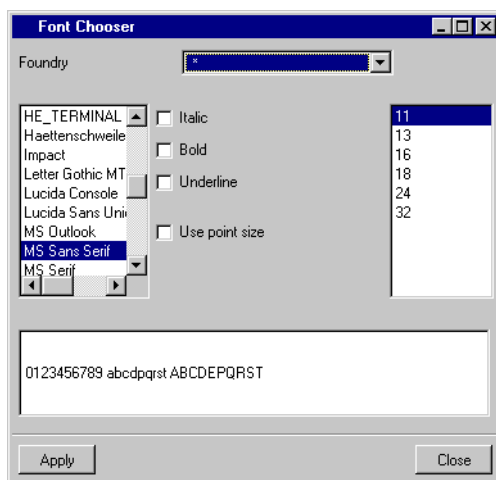 Font Chooser
Foundry
*
HE_TERMINAL
Haettenschweile
Impact
Letter Gothic MT
Lucida Console
Lucida Sans Uni
MS Outlook
MS Sans Serif
MS Serif
Italic
Bold
Underline
Use point size
11
13
16
18
24
32
0123456789 abcdpqrst ABCDEPQRST
Apply
Close